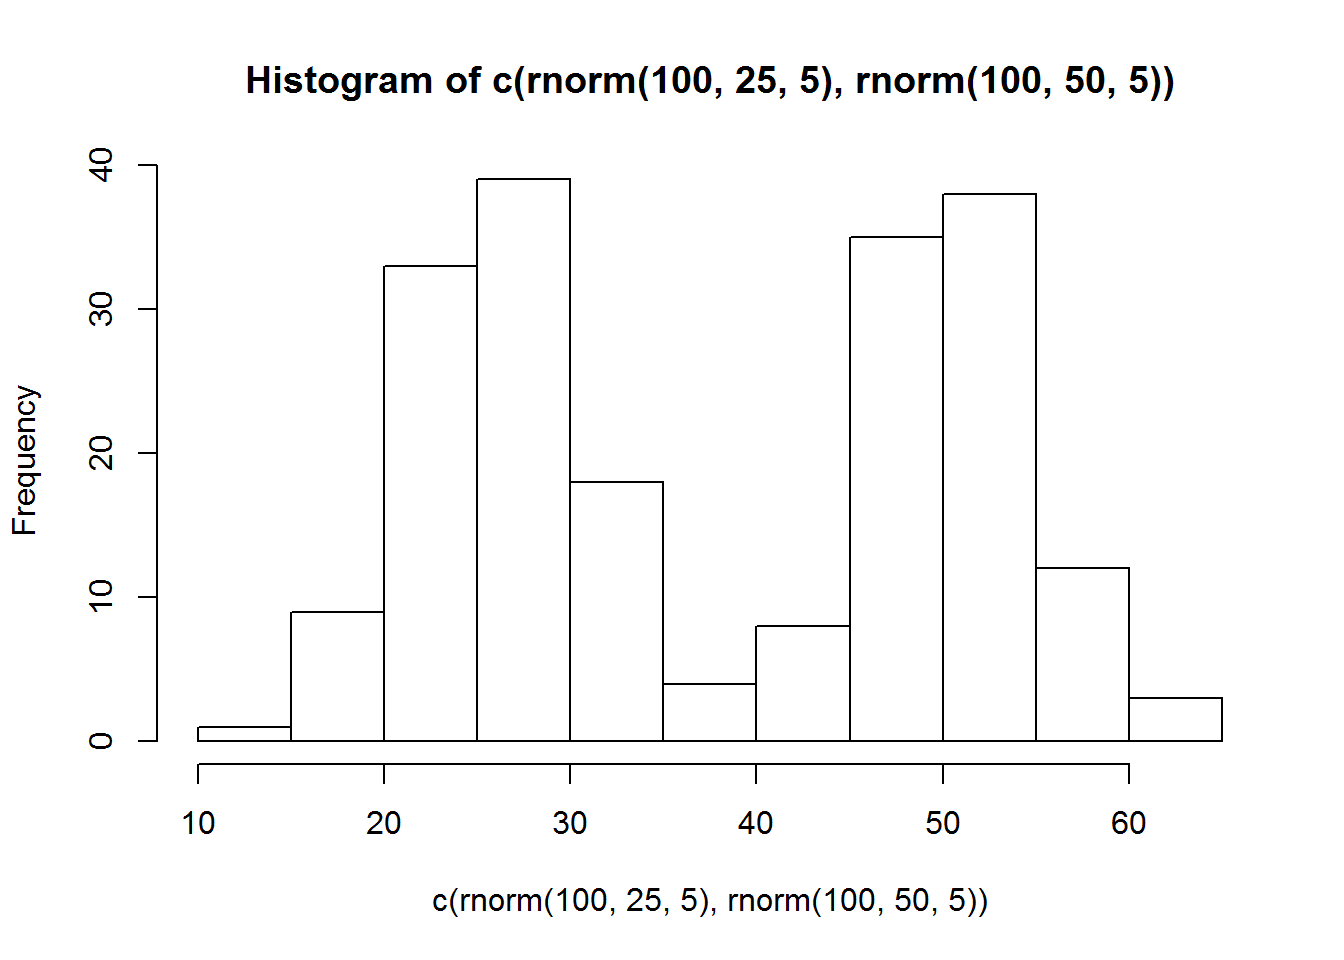 Histogram of c(rnorm(100, 25, 5), rnorm(100, 50, 5))
Frequency
40
30
20
10
0
10 20 30 40 50 60
c(rnorm(100, 25, 5), rnorm(100, 50, 5))